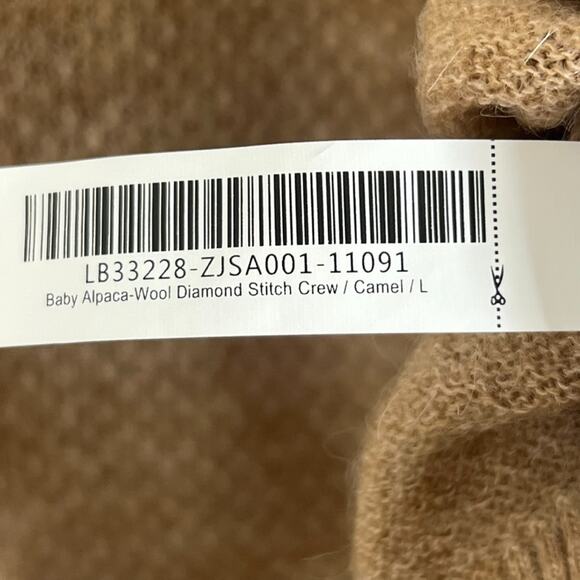 LB33228-ZJSA001-11091
Baby Alpaca-Wool Diamond Stitch Crew / Camel / L